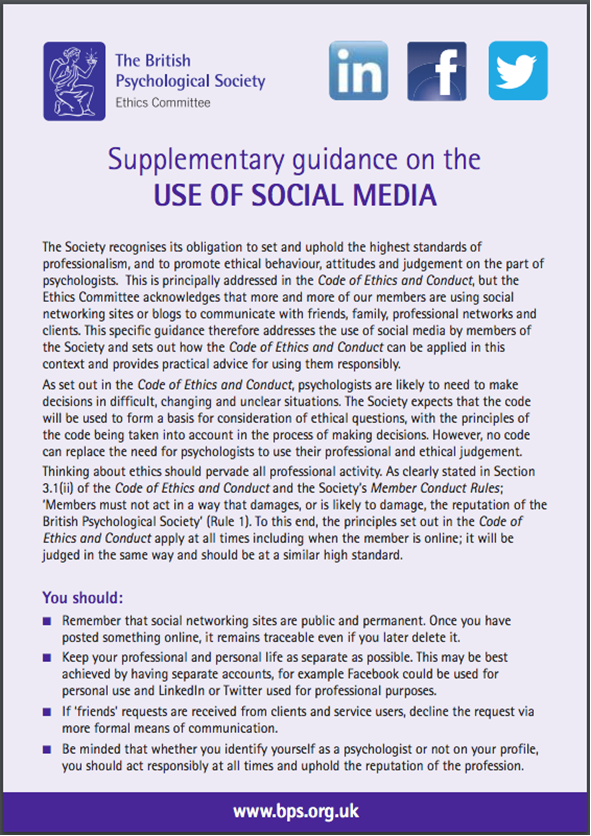 The British
Psychological Society
Ethics Committee
in
f
Supplementary guidance on the
USE OF SOCIAL MEDIA
The Society recognises its obligation to set and uphold the highest standards of
professionalism, and to promote ethical behaviour, attitudes and judgement on the part of
psychologists. This is principally addressed in the Code of Ethics and Conduct, but the
Ethics Committee acknowledges that more and more of our members are using social
networking sites or blogs to communicate with friends, family, professional networks and
clients. This specific guidance therefore addresses the use of social media by members of
the Society and sets out how the Code of Ethics and Conduct can be applied in this
context and provides practical advice for using them responsibly.
As set out in the Code of Ethics and Conduct, psychologists are likely to need to make
decisions in difficult, changing and unclear situations. The Society expects that the code
will be used to form a basis for consideration of ethical questions, with the principles of
the code being taken into account in the process of making decisions. However, no code
can replace the need for psychologists to use their professional and ethical judgement.
Thinking about ethics should pervade all professional activity. As clearly stated in Section
3.1(ii) of the Code of Ethics and Conduct and the Society's Member Conduct Rules;
'Members must not act in a way that damages, or is likely to damage, the reputation of the
British Psychological Society' (Rule 1). To this end, the principles set out in the Code of
Ethics and Conduct apply at all times including when the member is online; it will be
judged in the same way and should be at a similar high standard.
You should:
■ Remember that social networking sites are public and permanent. Once you have
posted something online, it remains traceable even if you later delete it.
■ Keep your professional and personal life as separate as possible. This may be best
achieved by having separate accounts, for example Facebook could be used for
personal use and LinkedIn or Twitter used for professional purposes.
■ If 'friends' requests are received from clients and service users, decline the request via
more formal means of communication.
■ Be minded that whether you identify yourself as a psychologist or not on your profile,
you should act responsibly at all times and uphold the reputation of the profession.
www.bps.org.uk